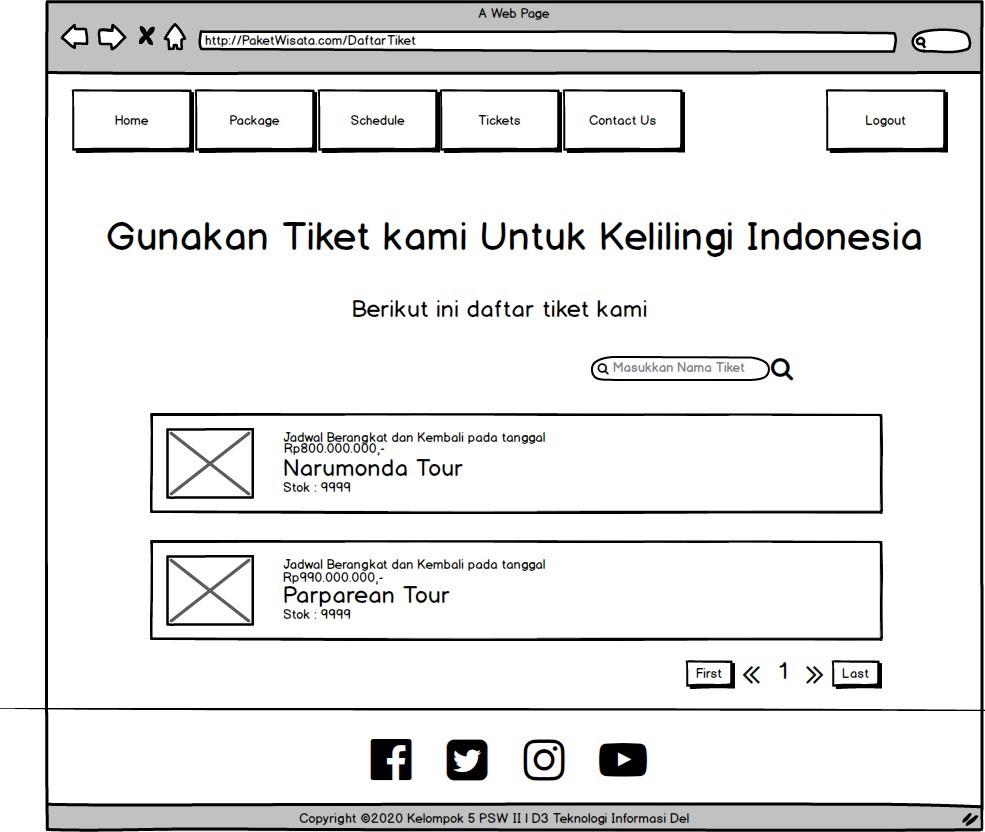 A Web Page
http://PaketWisata.com/DaftarTiket
Home
Package
Schedule
Tickets
Contact Us
Logout
Gunakan Tiket kami Untuk Kelilingi Indonesia
Berikut ini daftar tiket kami
Masukkan Nama Tiket
Jadwal Berangkat dan Kembali pada tanggal
Rp800.000.000,-
Narumonda Tour
Stok : 9999
Jadwal Berangkat dan Kembali pada tanggal
Rp990.000.000,-
Parparean Tour
Stok : 9999
First
1
Last
Copyright ©2020 Kelompok 5 PSW II | D3 Teknologi Informasi Del